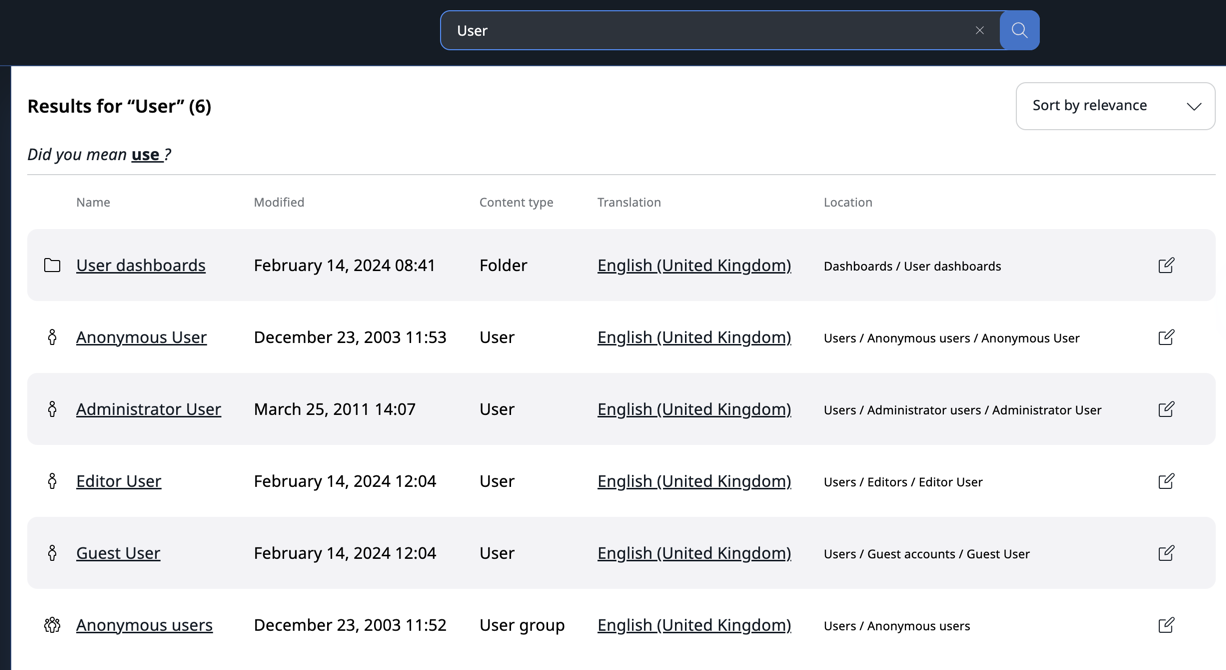 User
Results for “User” (6)
Sort by relevance
Did you mean use ?
Name Modified Content type Translation Location
User dashboards February 14, 2024 08:41 Folder English (United Kingdom) Dashboards / User dashboards
Anonymous User December 23, 2003 11:53 User English (United Kingdom) Users / Anonymous users / Anonymous User
Administrator User March 25, 2011 14:07 User English (United Kingdom) Users / Administrator users / Administrator User
Editor User February 14, 2024 12:04 User English (United Kingdom) Users / Editors / Editor User
Guest User February 14, 2024 12:04 User English (United Kingdom) Users / Guest accounts / Guest User
Anonymous users December 23, 2003 11:52 User group English (United Kingdom) Users / Anonymous users